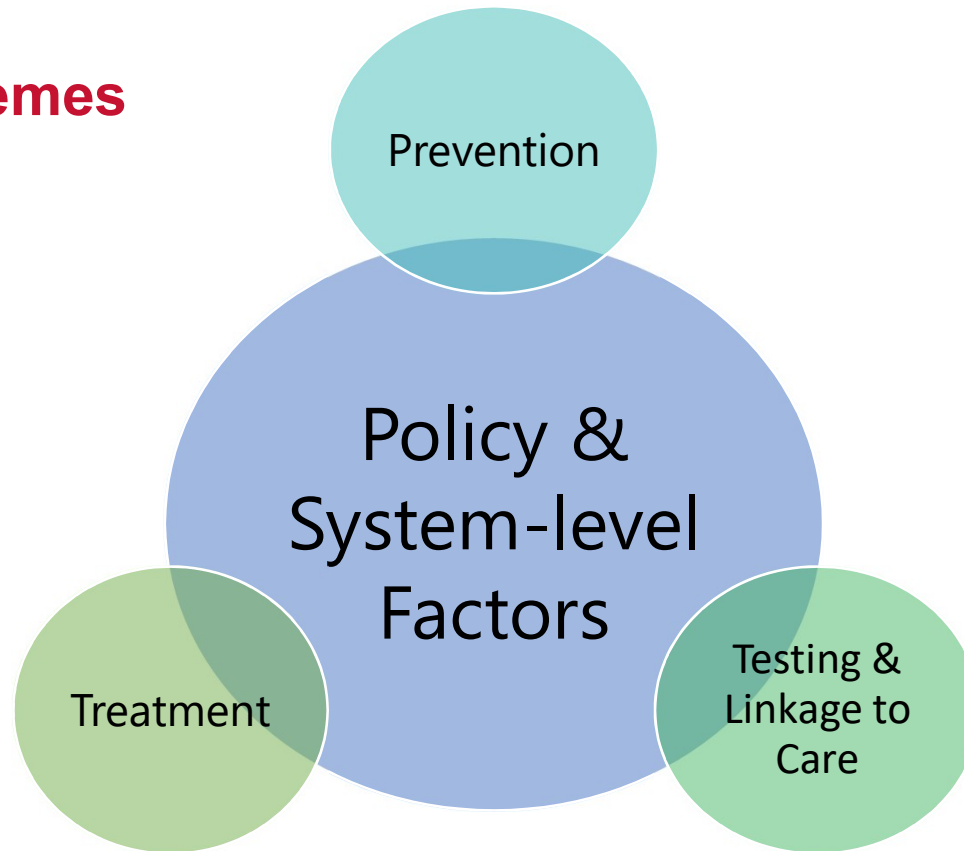 emes
Prevention
Policy &
System-level
Factors
Treatment
Testing &
Linkage to
Care